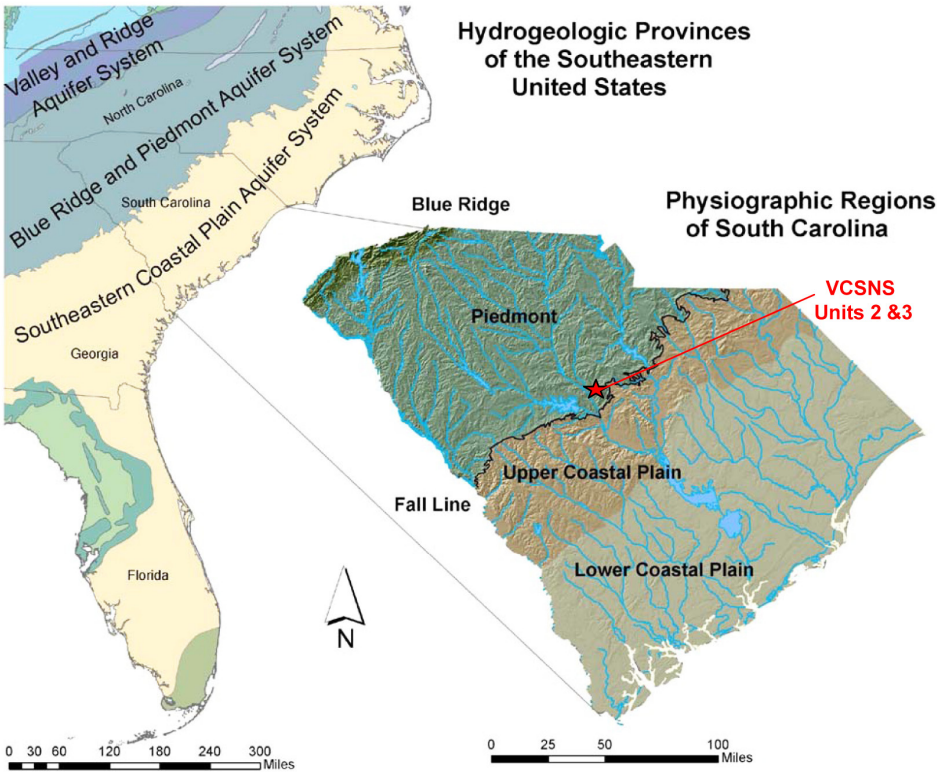 Hydrogeologic Provinces
of the Southeastern
United States
Valley and Ridge
Aquifer System
North Carolina
Blue Ridge and Piedmont Aquifer System
South Carolina
Southeastern Coastal Plain Aquifer System
Georgia
Florida
Physiographic Regions
of South Carolina
Blue Ridge
VCSNS
Units 2 &3
Piedmont
Upper Coastal Plain
Fall Line
Lower Coastal Plain
N
0 30 60 120 180 240 300
Miles
0 25 50 100
Miles